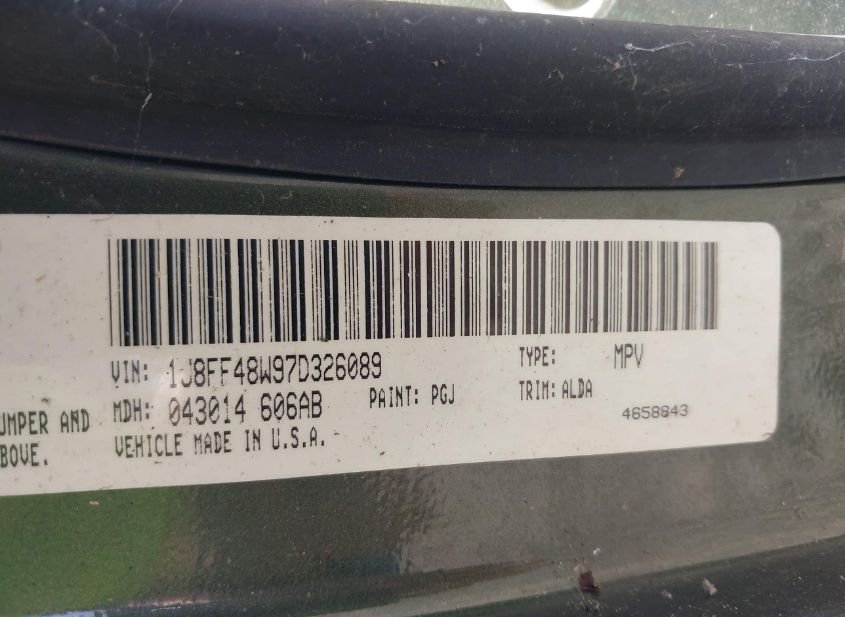 VIN: 1J8FF48W97D326089 TYPE: MPV
MDH: 043014 606AB PAINT: PGJ TRIM: ALDA
UMPER AND
4658843
VEHICLE MADE IN U.S.A.
BOVE.